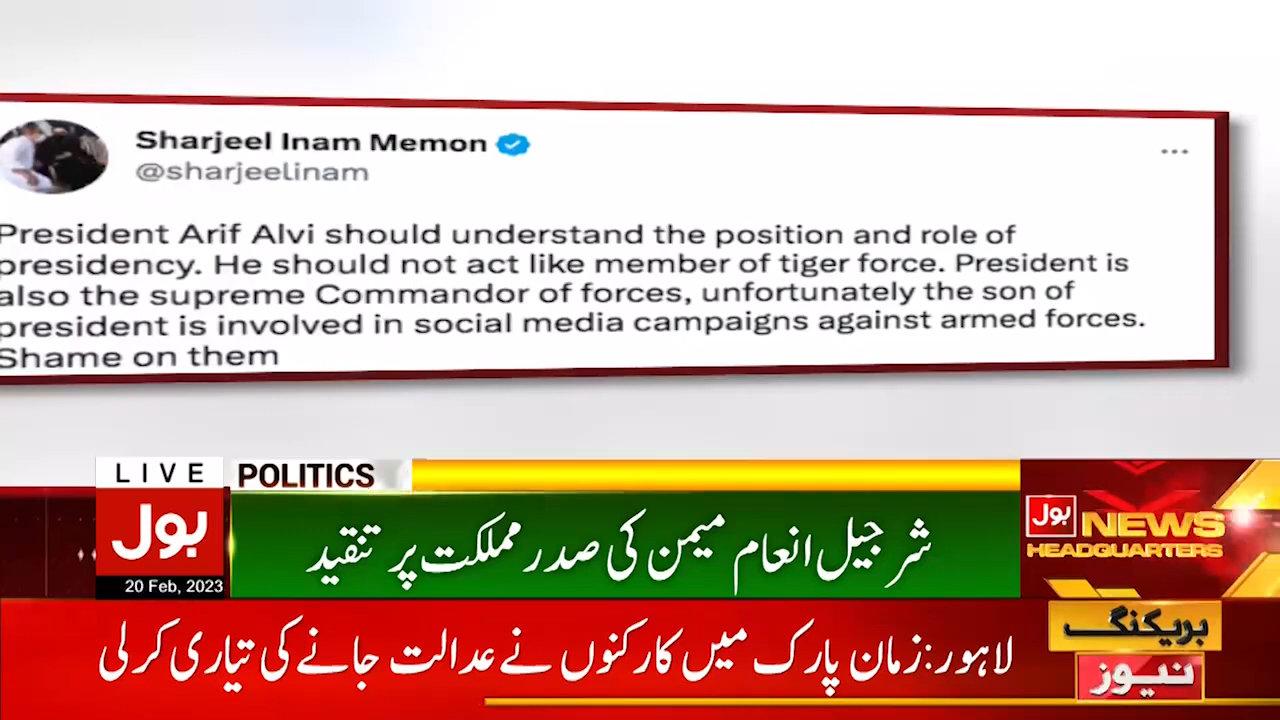 Sharjeel Inam Memon
@sharjeelinam
President Arif Alvi should understand the position and role of
presidency. He should not act like member of tiger force. President is
also the supreme Commandor of forces, unfortunately the son of
president is involved in social media campaigns against armed forces.
Shame on them
LIVE
POLITICS
بول
20 Feb, 2023
شرجیل انعام میمن کی صدر مملکت پر تنقید
بول
NEWS
HEADQUARTERS
بریکنگ
نیوز
لاہور:زمان پارک میں کارکنوں نے عدالت جانے کی تیاری کرلی